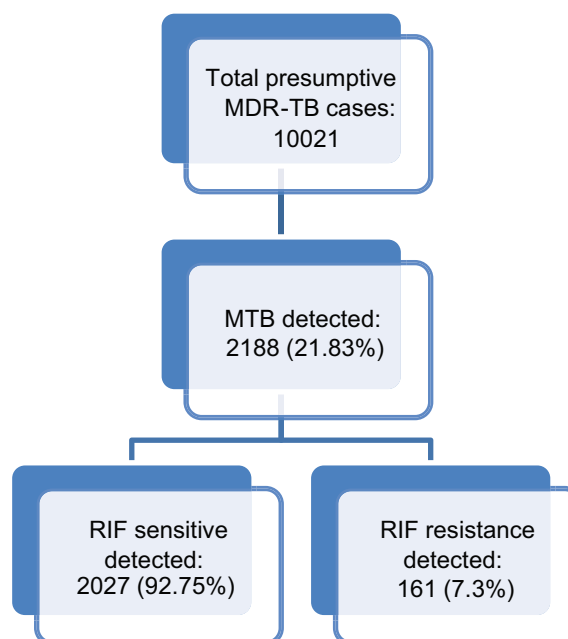 Total presumptive
MDR-TB cases:
10021
MTB detected:
2188 (21.83%)
RIF sensitive
detected:
2027 (92.75%)
RIF resistance
detected:
161 (7.3%)